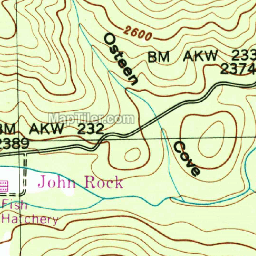 2600
Osteen
BM AKW 233
2374
MapTiler.com
BM AKW 232
2389
Cove
John Rock
Fish
Hatchery